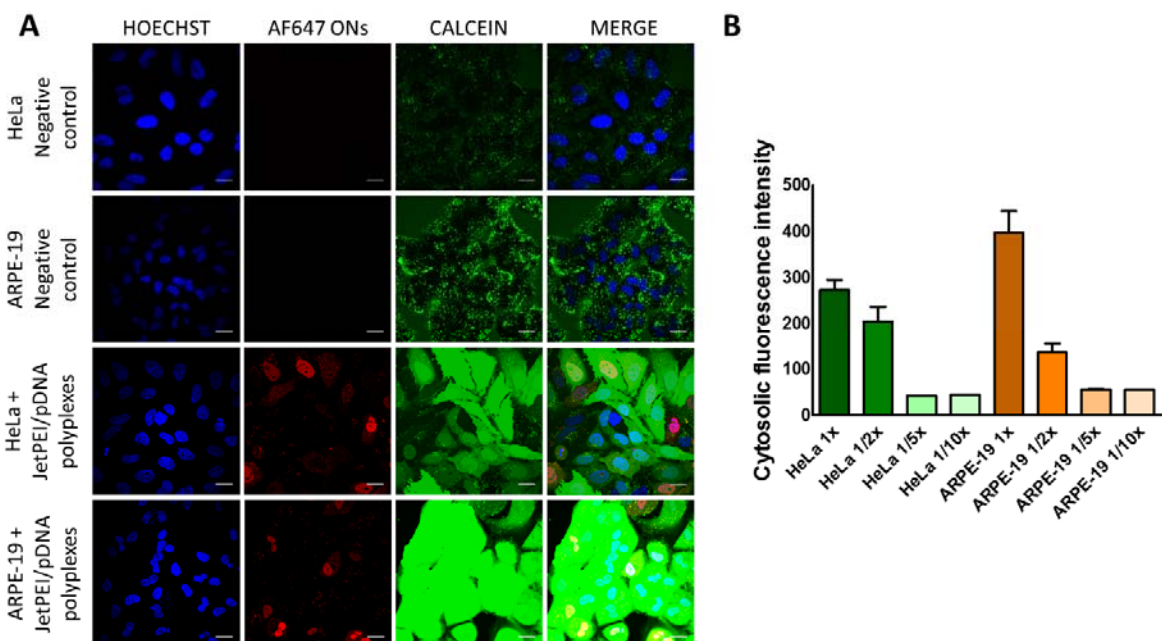 A
HOECHST
AF647 ONs
CALCEIN
MERGE
HeLa
Negative
control
ARPE-19
Negative
control
HeLa +
JetPEI/pDNA
polyplexes
ARPE-19 +
JetPEI/pDNA
polyplexes
B
Cytosolic fluorescence intensity
500
400
300
200
100
0
HeLa 1x
HeLa 1/2x
HeLa 1/5x
HeLa 1/10x
ARPE-19 1x
ARPE-19 1/2x
ARPE-19 1/5x
ARPE-19 1/10x